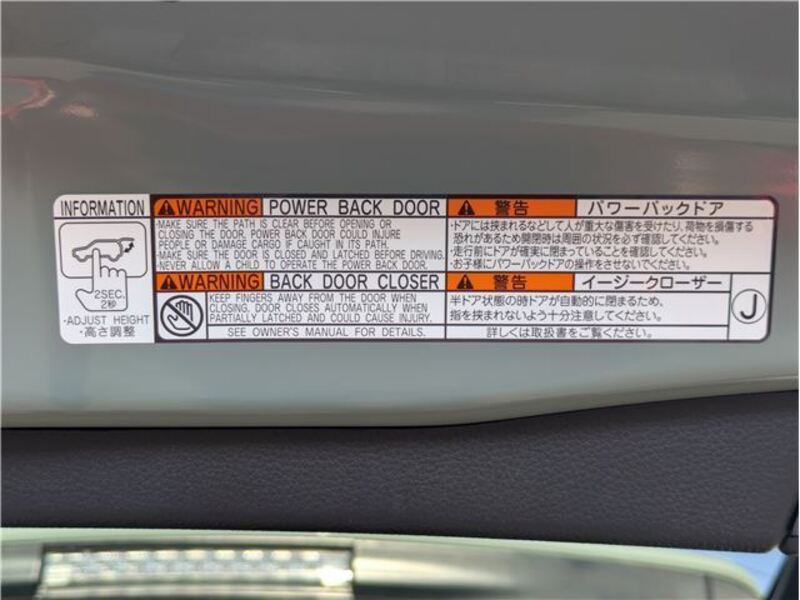 INFORMATION
2SEC.
2秒
・ADJUST HEIGHT
・高さ調整
WARNING POWER BACK DOOR
・MAKE SURE THE PATH IS CLEAR BEFORE OPENING OR
CLOSING THE DOOR. POWER BACK DOOR COULD INJURE
PEOPLE OR DAMAGE CARGO IF CAUGHT IN ITS PATH.
・MAKE SURE THE DOOR IS CLOSED AND LATCHED BEFORE DRIVING.
・NEVER ALLOW A CHILD TO OPERATE THE POWER BACK DOOR.
WARNING BACK DOOR CLOSER
KEEP FINGERS AWAY FROM THE DOOR WHEN
CLOSING. DOOR CLOSES AUTOMATICALLY WHEN
PARTIALLY LATCHED AND COULD CAUSE INJURY.
SEE OWNER'S MANUAL FOR DETAILS.
警告 パワーバックドア
・ドアには挟まれるなどして人が重大な傷害を受けたり、荷物を損傷する
恐れがあるため開閉時は周囲の状況を必ず確認してください。
・走行前にドアが確実に閉まっていることを確認してください。
・お子様にパワーバックドアの操作をさせないでください。
警告 イージークローザー
半ドア状態の時ドアが自動的に閉まるため、
指を挟まれないよう十分注意してください。
詳しくは取扱書をご覧ください。
J